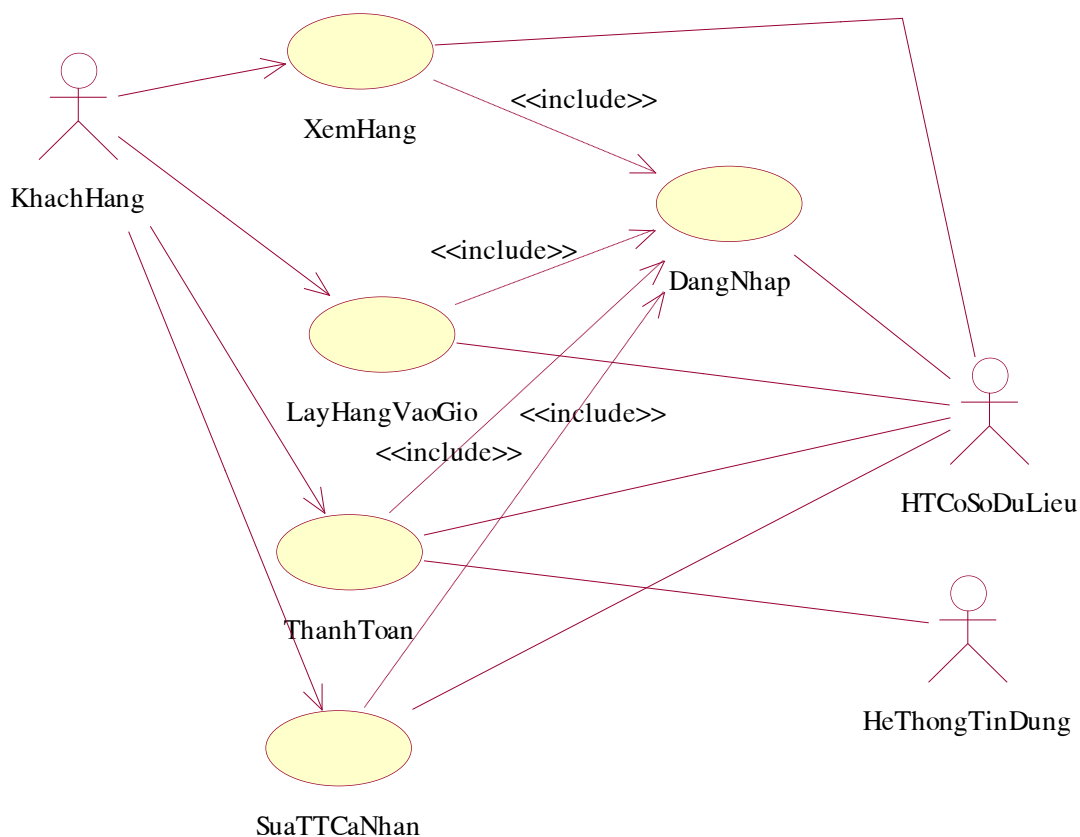 <<include>>
XemHang
KhachHang
<<include>>
DangNhap
LayHangVaoGio
<<include>>
<<include>>
HTCoSoDuLieu
ThanhToan
HeThongTinDung
SuaTTCaNhan